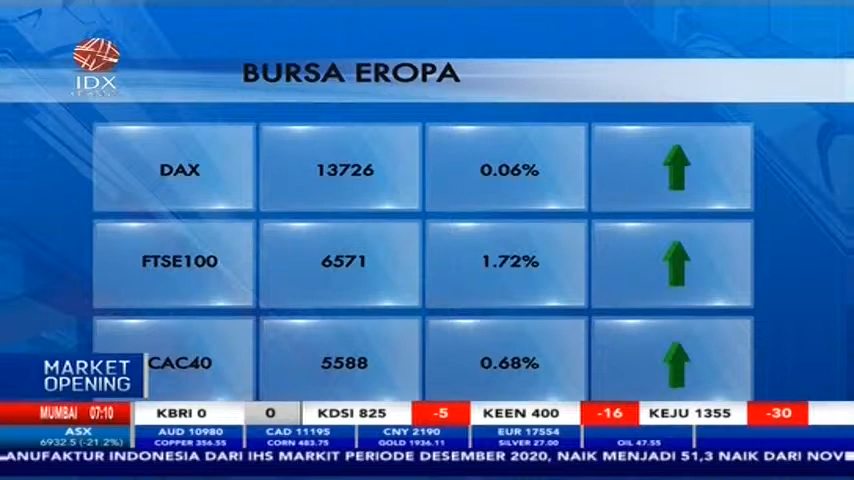 IDX
BURSA EROPA
DAX 13726 0.06%
FTSE100 6571 1.72%
CAC40 5588 0.68%
MARKET
OPENING
MUMBAI 07:10 KBRI 0 0 KDSI 825 -5 KEEN 400 -16 KEJU 1355 -30
ASX AUD 10980 CAD 11195 CNY 2190 EUR 17554
6932.5 (-21.2%) COPPER 356.55 CORN 483.75 GOLD 1936.11 SILVER 27.00 OIL 47.55
ANUFAKTUR INDONESIA DARI IHS MARKIT PERIODE DESEMBER 2020, NAIK MENJADI 51,3 NAIK DARI NOV